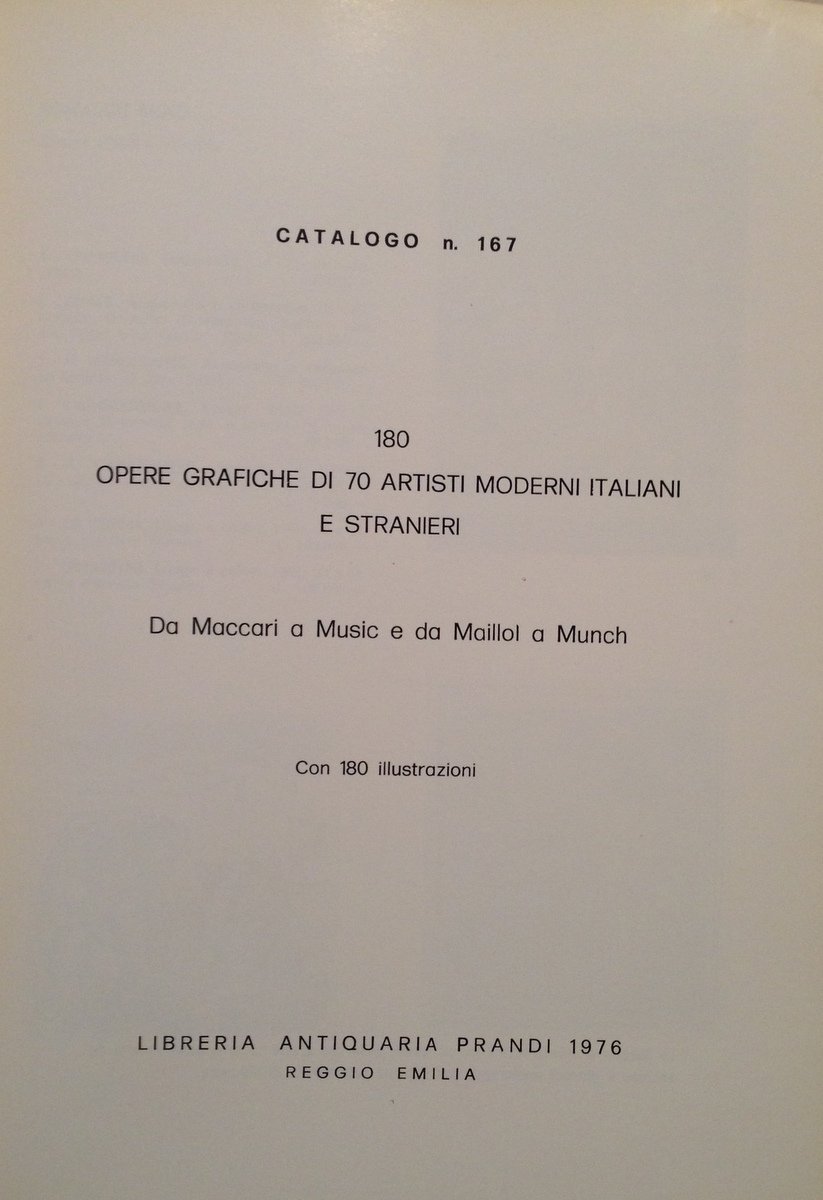 CATALOGO n. 167
180
OPERE GRAFICHE DI 70 ARTISTI MODERNI ITALIANI
E STRANIERI
Da Maccari a Music e da Maillol a Munch
Con 180 illustrazioni
LIBRERIA ANTIQUARIA PRANDI 1976
REGGIO EMILIA